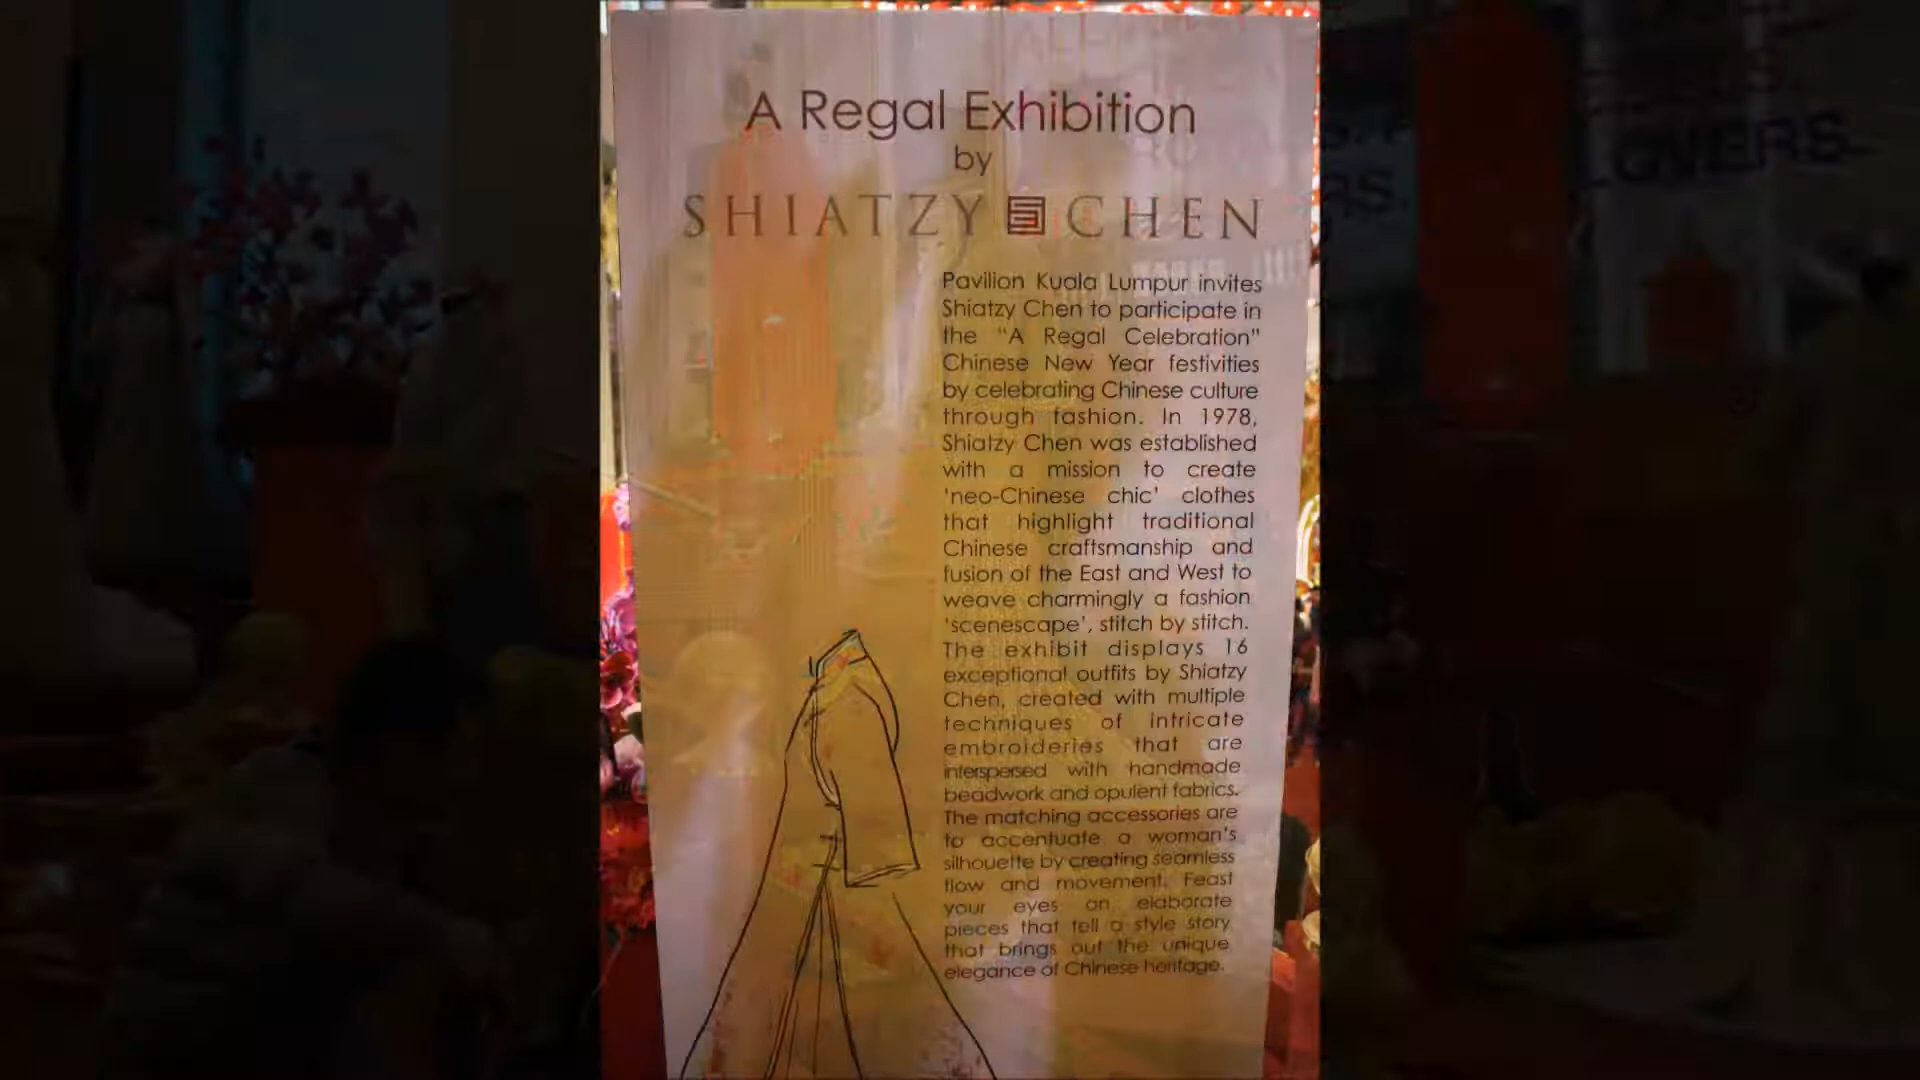 A Regal Exhibition
by
SHIATZY CHEN
Pavilion Kuala Lumpur invites
Shiatzy Chen to participate in
the "A Regal Celebration"
Chinese New Year festivities
by celebrating Chinese culture
through fashion. In 1978,
Shiatzy Chen was established
with a mission to create
'neo-Chinese chic' clothes
that highlight traditional
Chinese craftsmanship and
fusion of the East and West to
weave charmingly a fashion
'scenescape', stitch by stitch.
The exhibit displays 16
exceptional outfits by Shiatzy
Chen, created with multiple
techniques of intricate
embroideries that are
interspersed with handmade
beadwork and opulent fabrics.
The matching accessories are
to accentuate a woman's
silhouette by creating seamless
flow and movement. Feast
your eyes on elaborate
pieces that tell a style story
that brings out the unique
elegance of Chinese heritage.